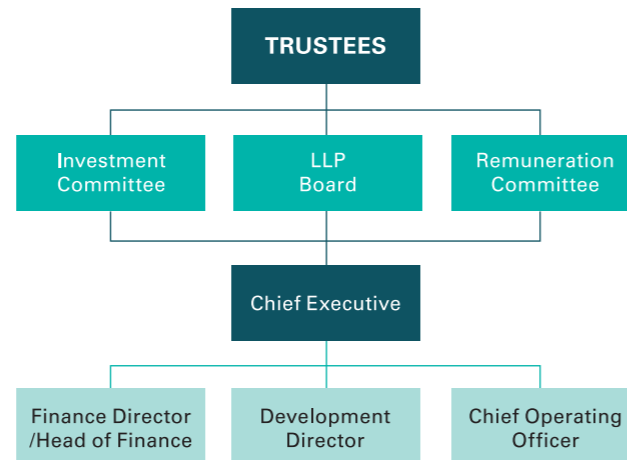 TRUSTEES
Investment
Committee
LLP
Board
Remuneration
Committee
Chief Executive
Finance Director
/Head of Finance
Development
Director
Chief Operating
Officer